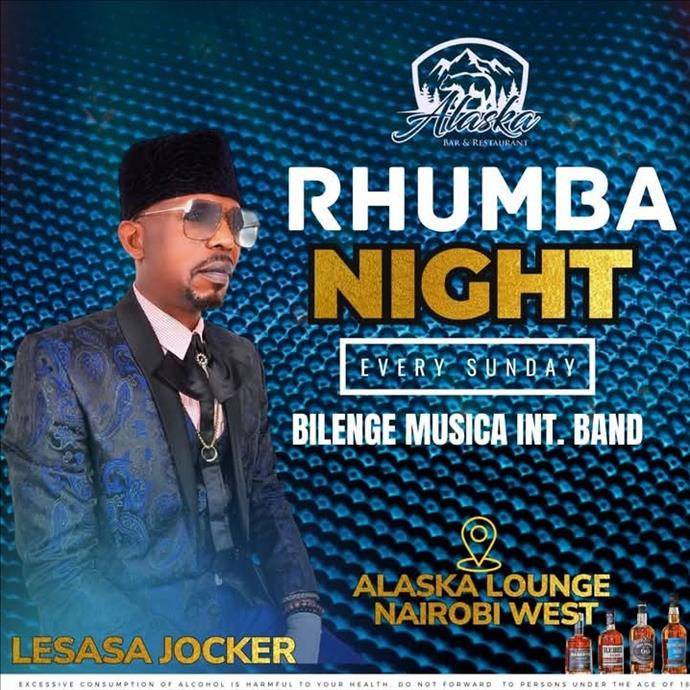 Alaska
BAR & RESTAURANT
RHUMBA
NIGHT
EVERY SUNDAY
BILENGE MUSICA INT. BAND
ALASKA LOUNGE
NAIROBI WEST
LESASA JOCKER
EXCESSIVE CONSUMPTION OF ALCOHOL IS HARMFUL TO YOUR HEALTH. DO NOT FORWARD TO PERSONS UNDER THE AGE OF 18